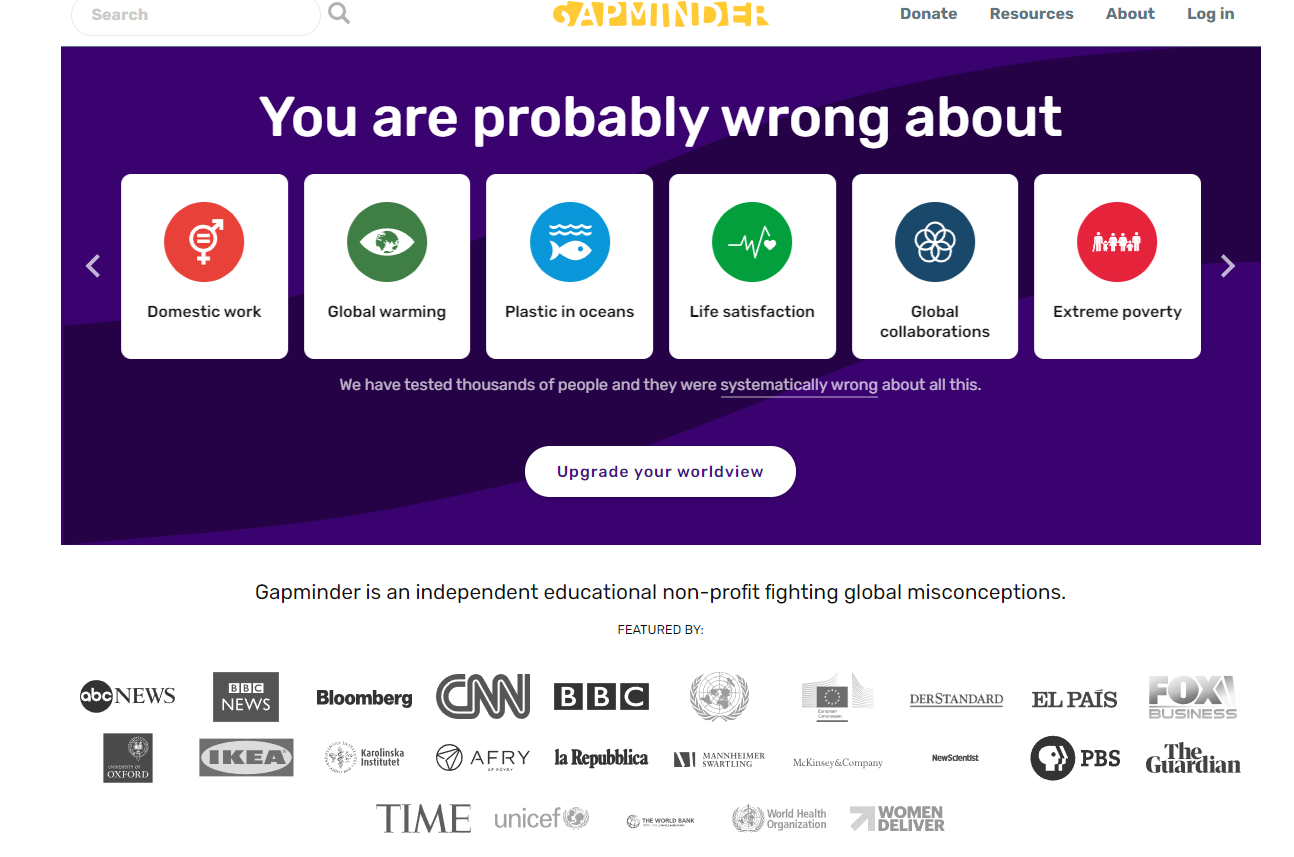 Search
GAPMINDER
Donate Resources About Log in
You are probably wrong about
Domestic work
Global warming
Plastic in oceans
Life satisfaction
Global
collaborations
Extreme poverty
We have tested thousands of people and they were systematically wrong about all this.
Upgrade your worldview
Gapminder is an independent educational non-profit fighting global misconceptions.
FEATURED BY:
abc NEWS
BBC
NEWS
Bloomberg
CNN
BBC
European
Commission
DERSTANDARD
EL PAÍS
FOX
BUSINESS
UNIVERSITY OF
OXFORD
IKEA
Karolinska
Institutet
AFRY
la Repubblica
MANNHEIMER
SWARTLING
McKinsey&Company
NewScientist
PBS
The
Guardian
TIME
unicef
THE WORLD BANK
World Health
Organization
WOMEN
DELIVER